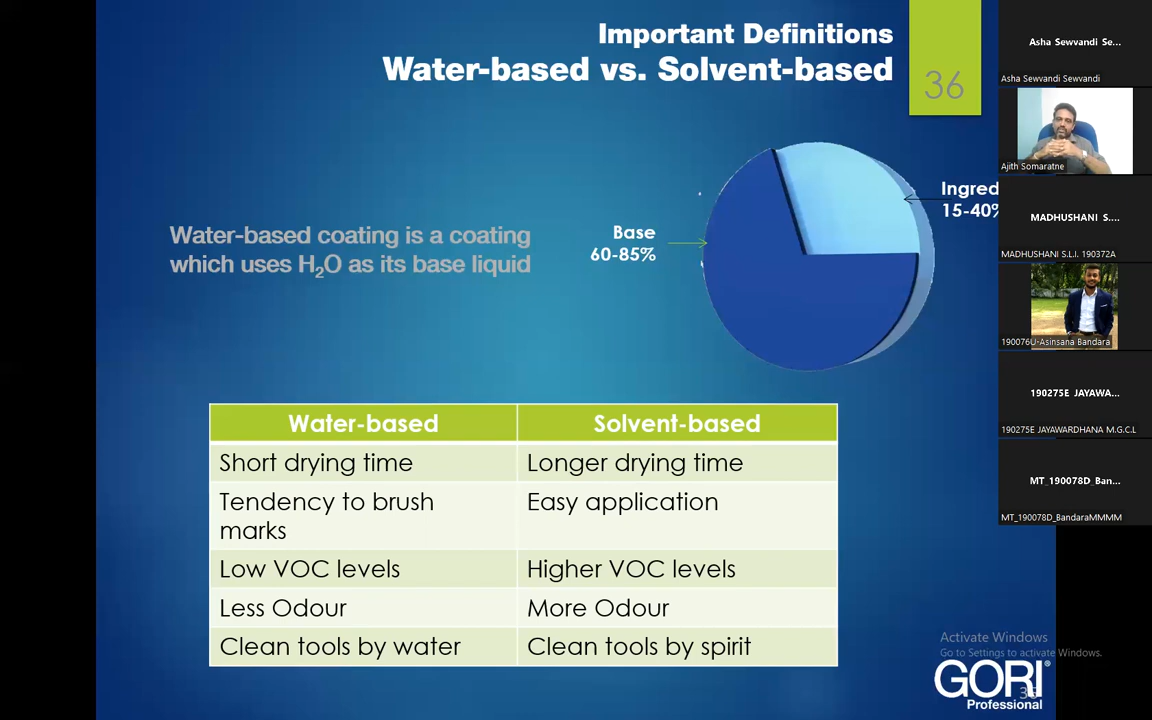 Important Definitions
Water-based vs. Solvent-based
36
Water-based coating is a coating
which uses H₂O as its base liquid
Base
60-85%
Ingred
15-40%
Water-based Solvent-based
Short drying time Longer drying time
Tendency to brush Easy application
marks
Low VOC levels Higher VOC levels
Less Odour More Odour
Clean tools by water Clean tools by spirit
Activate Windows
Go to Settings to activate Windows.
GORI®
Professional
Asha Sewvandi Se...
Asha Sewvandi Sewvandi
Ajith Somaratne
MADHUSHANI S....
MADHUSHANI S.L.I. 190372A
190076U-Asinsana Bandara
190275E JAYAWA...
190275E JAYAWARDHANA M.G.C.L
MT_190078D_Ban...
MT_190078D_BandaraMMMM